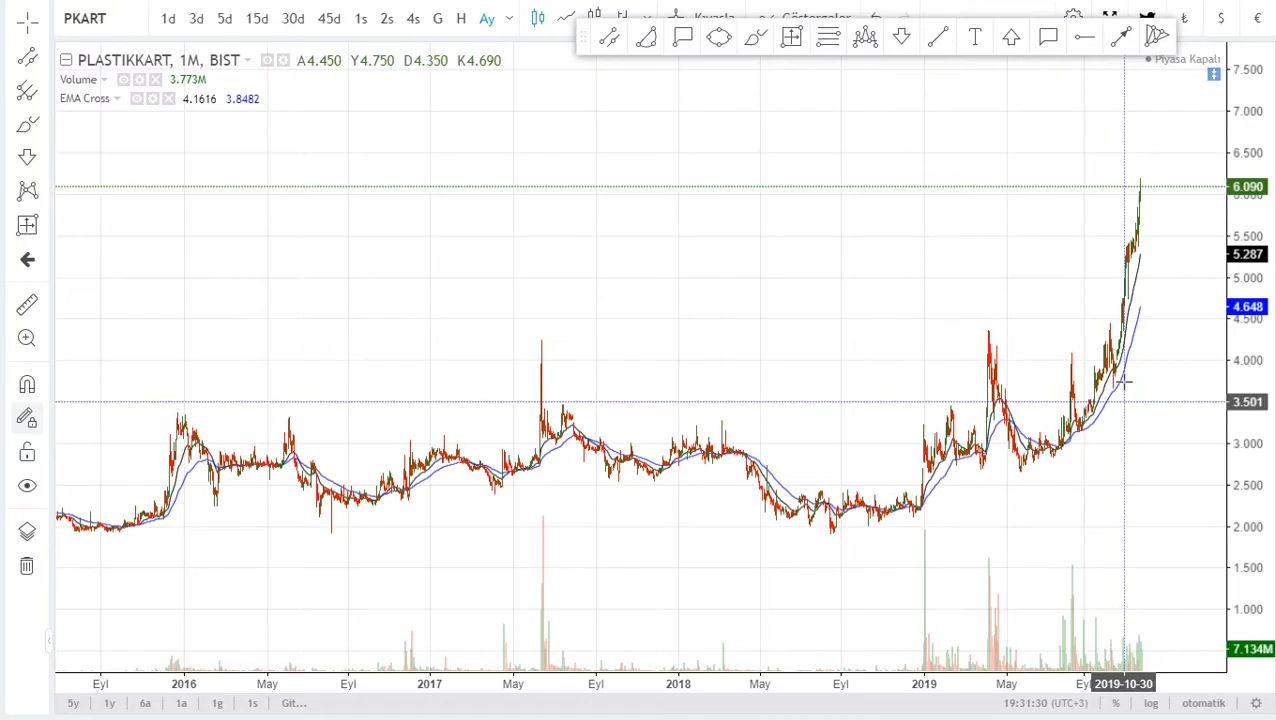 PKART 1d 3d 5d 15d 30d 45d 1s 2s 4s G H Ay
₺ $ €
PLASTIKKART, 1M, BIST A4.450 Y4.750 D4.350 K4.690
Piyasa Kapalı
Volume 3.773M
EMA Cross 4.1616 3.8482
7.500
7.000
6.500
6.090
6.000
5.500
5.287
5.000
4.648
4.500
4.000
3.501
3.000
2.500
2.000
1.500
1.000
7.134M
Eyl 2016 May Eyl 2017 May Eyl 2018 May Eyl 2019 May Eyl 2019-10-30
5y 1y 6a 1a 1g 1s Git... 19:31:30 (UTC+3) % log otomatik